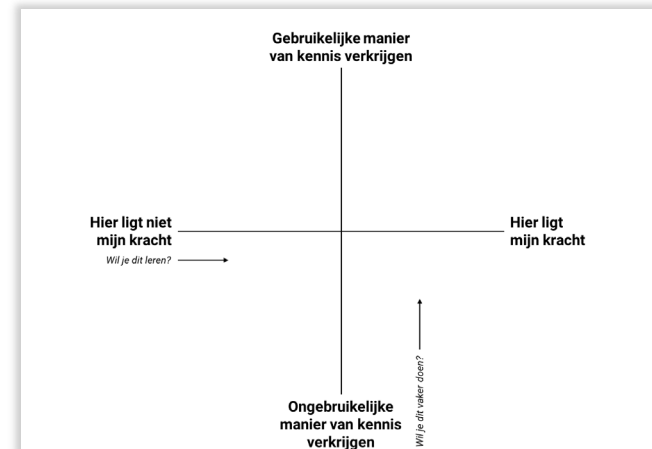 Gebruikelijke manier
van kennis verkrijgen
Hier ligt niet
mijn kracht
Wil je dit leren?
Hier ligt
mijn kracht
Wil je dit vaker doen?
Ongebruikelijke
manier van kennis
verkrijgen